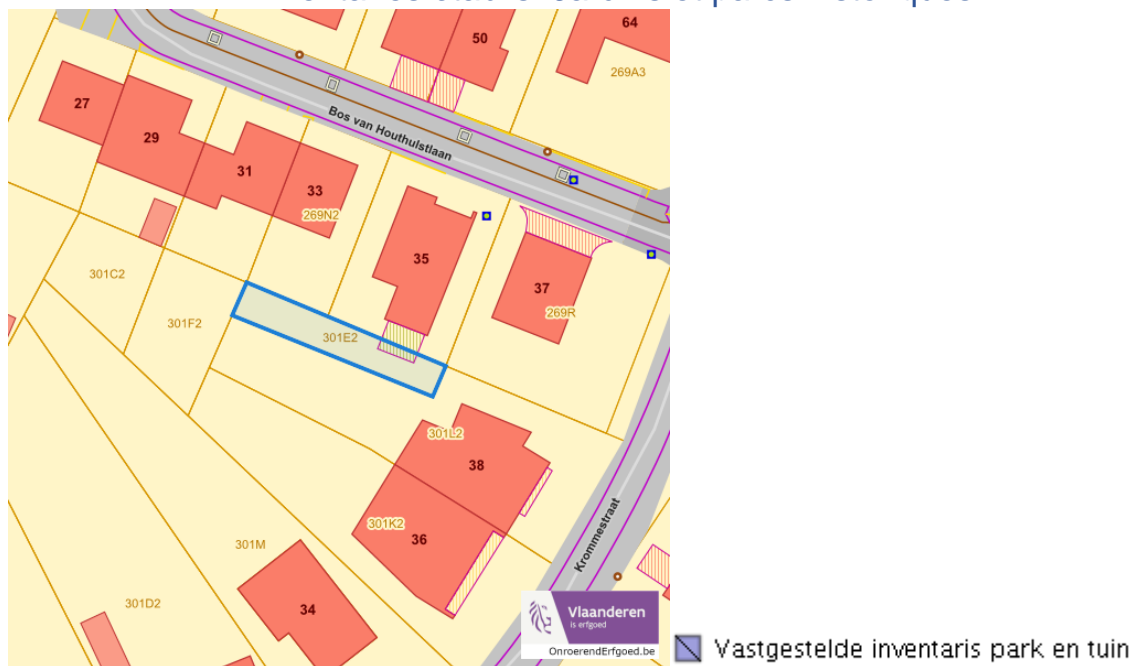 50
64
269A3
27
29
Bos van Houthulstlaan
31
33
269N2
35
37
269R
301C2
301F2
301E2
301L2
38
301K2
36
Krommestraat
301M
301D2
34
Vlaanderen
is erfgoed
OnroerendErfgoed.be
Vastgestelde inventaris park en tuin